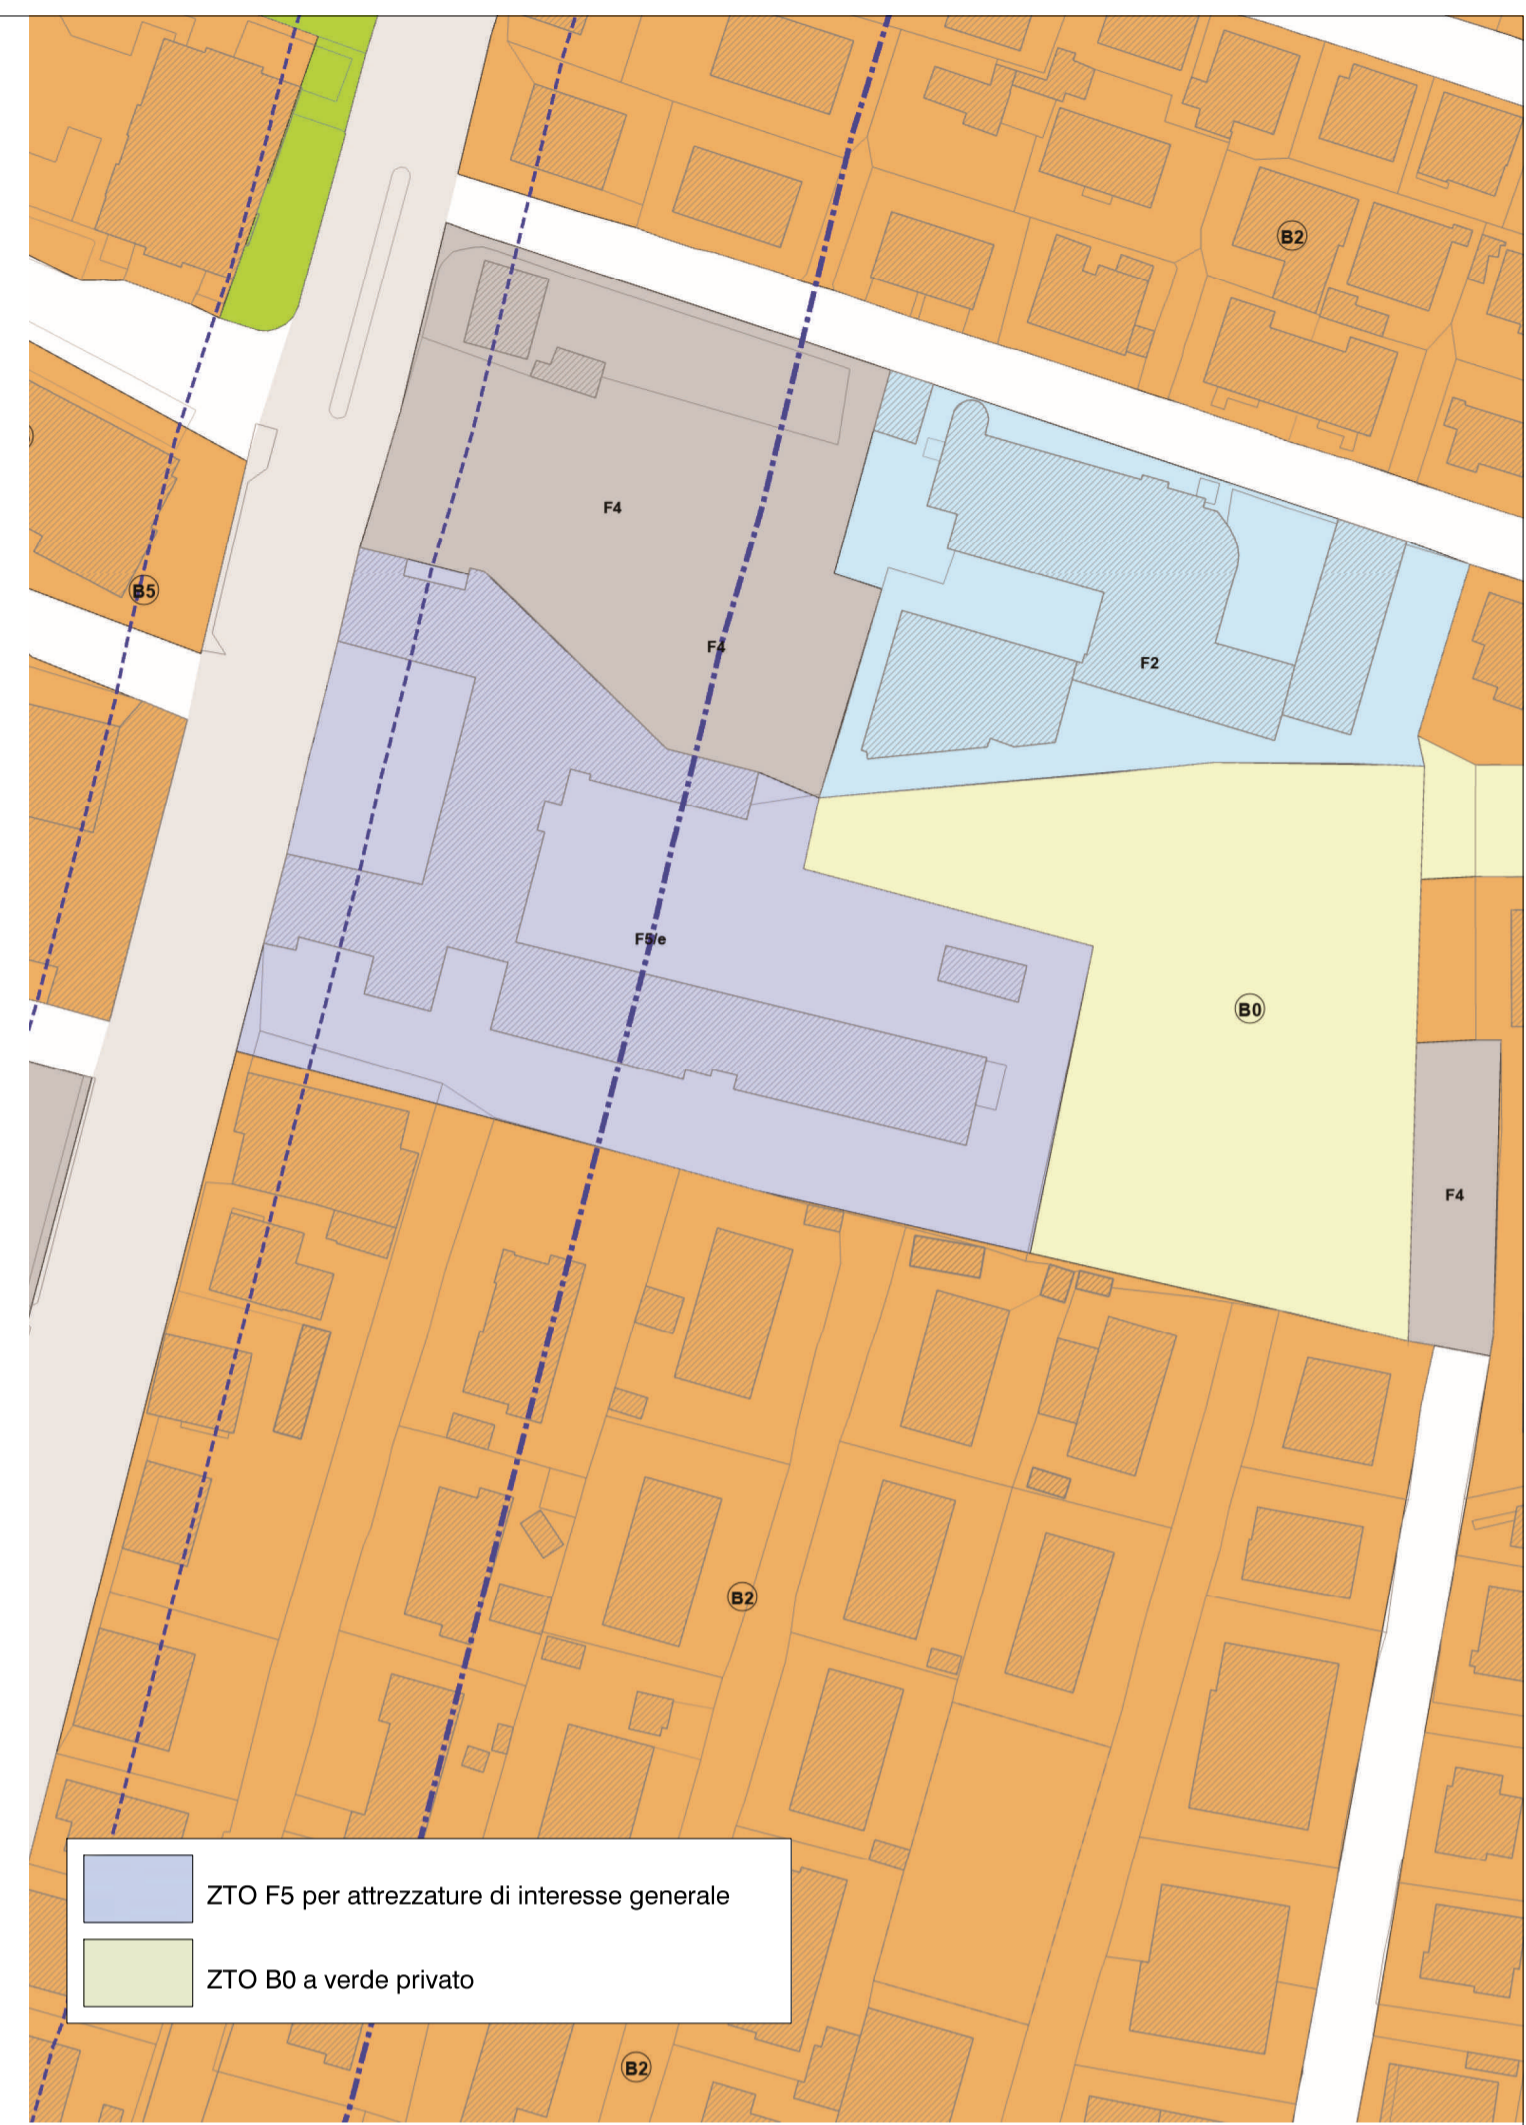 B2
F4
B5
F4
F2
F5/e
B0
F4
B2
ZTO F5 per attrezzature di interesse generale
ZTO B0 a verde privato
B2